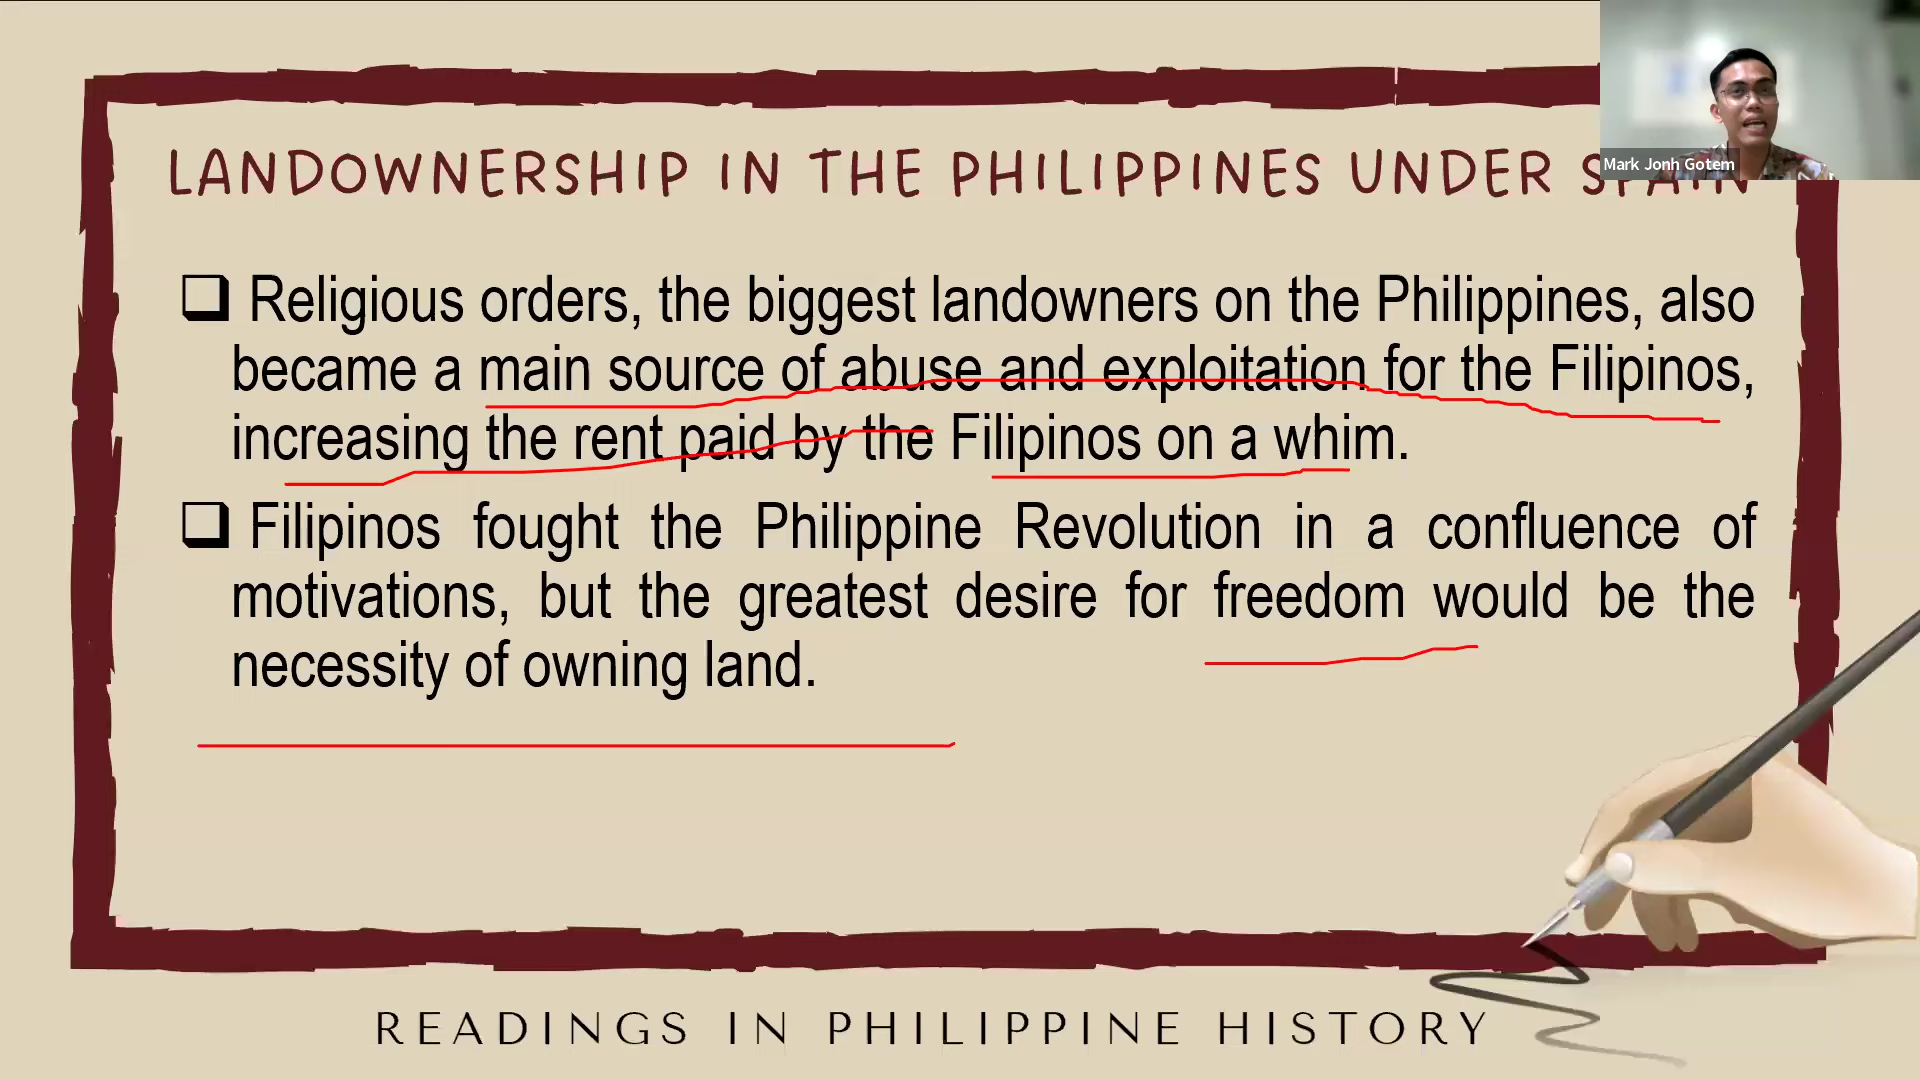 Mark Jonh Gotem
LANDOWNERSHIP IN THE PHILIPPINES UNDER SPAIN
Religious orders, the biggest landowners on the Philippines, also
became a main source of abuse and exploitation for the Filipinos,
increasing the rent paid by the Filipinos on a whim.
Filipinos fought the Philippine Revolution in a confluence of
motivations, but the greatest desire for freedom would be the
necessity of owning land.
READINGS IN PHILIPPINE HISTORY